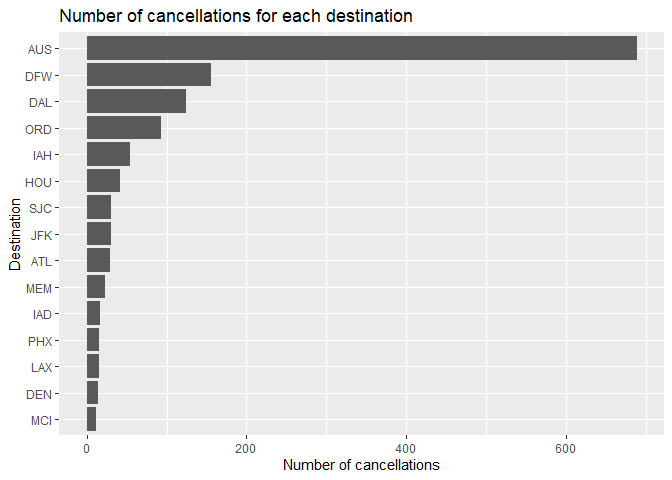 Number of cancellations for each destination
AUS
DFW
DAL
ORD
IAH
HOU
SJC
JFK
ATL
MEM
IAD
PHX
LAX
DEN
MCI
Destination
0 200 400 600
Number of cancellations